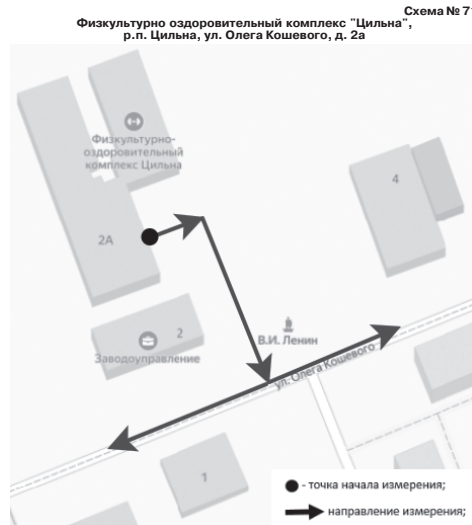 Схема № 71
Физкультурно оздоровительный комплекс "Цильна",
р.п. Цильна, ул. Олега Кошевого, д. 2а
Физкультурно-
оздоровительный
комплекс Цильна
4
2А
2
В.И. Ленин
Заводоуправление
ул. Олега Кошевого
1
- точка начала измерения;
- направление измерения;